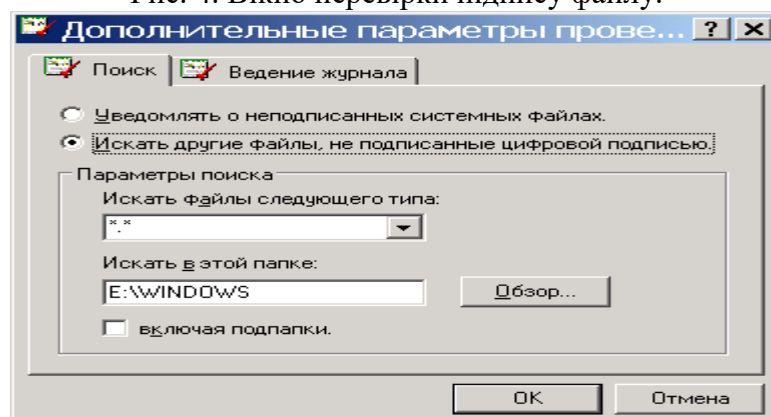 Рис. 4. Вікно перевірки підпису файлу.
Дополнительные параметры прове...
Поиск
Ведение журнала
Уведомлять о неподписанных системных файлах.
Искать другие файлы, не подписанные цифровой подписью.
Параметры поиска
Искать файлы следующего типа:
*.*
Искать в этой папке:
E:\WINDOWS
Обзор...
включая подпапки.
OK
Отмена